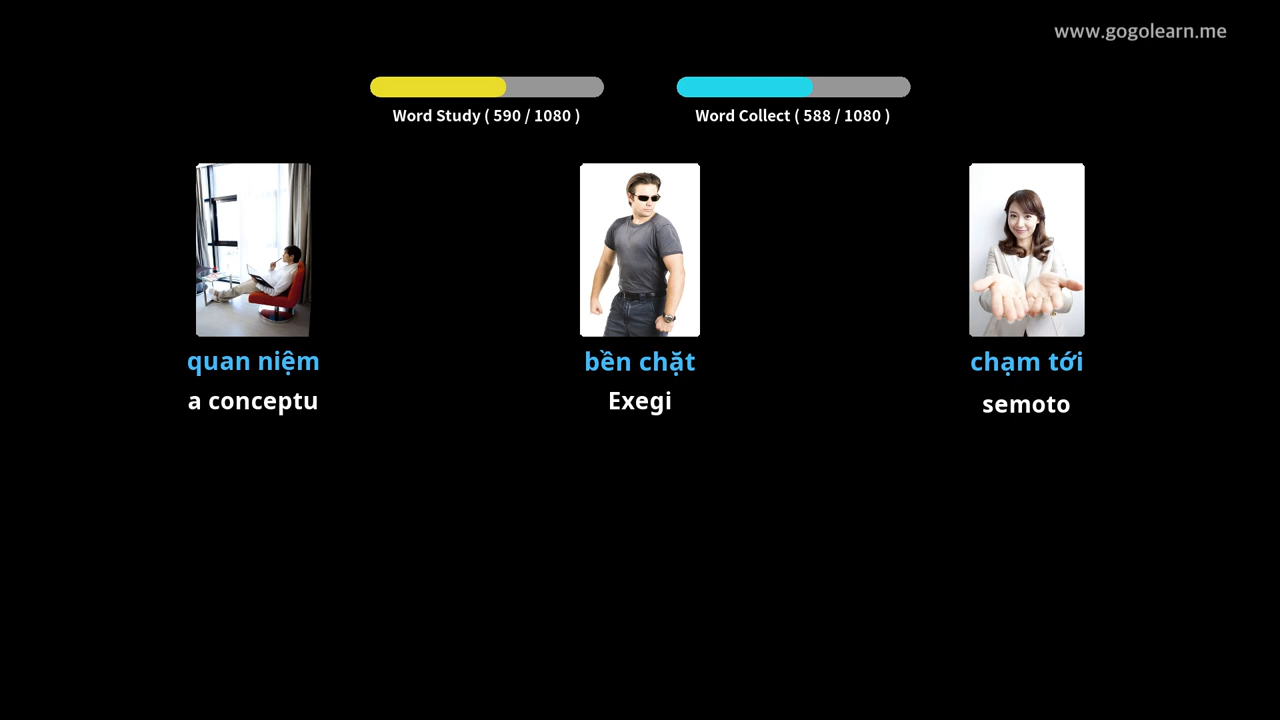 www.gogolearn.me
Word Study ( 590 / 1080 )
Word Collect ( 588 / 1080 )
quan niệm
bền chặt
chạm tới
a conceptu
Exegi
semoto